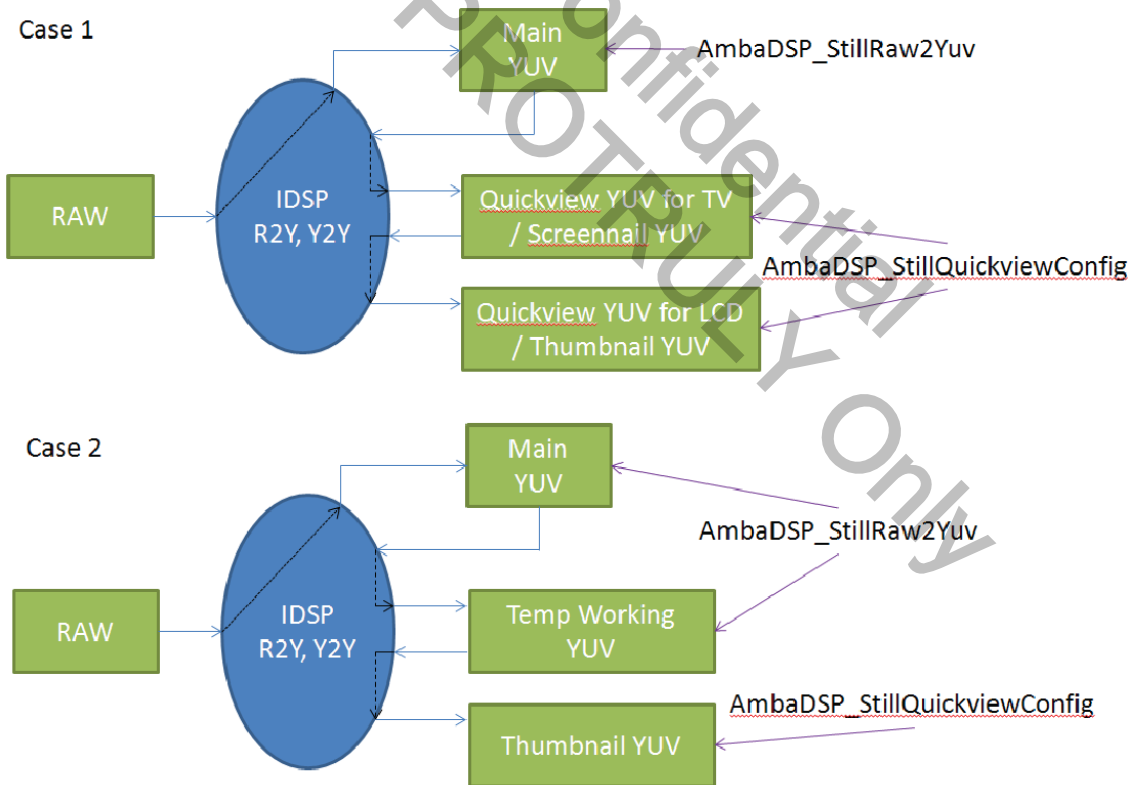 Case 1
Main
YUV
AmbaDSP_StillRaw2Yuv
RAW
IDSP
R2Y, Y2Y
Quickview YUV for TV
/ Screennail YUV
AmbaDSP_StillQuickviewConfig
Quickview YUV for LCD
/ Thumbnail YUV
Case 2
Main
YUV
AmbaDSP_StillRaw2Yuv
RAW
IDSP
R2Y, Y2Y
Temp Working
YUV
AmbaDSP_StillQuickviewConfig
Thumbnail YUV
onfidential
PROTRULY Only